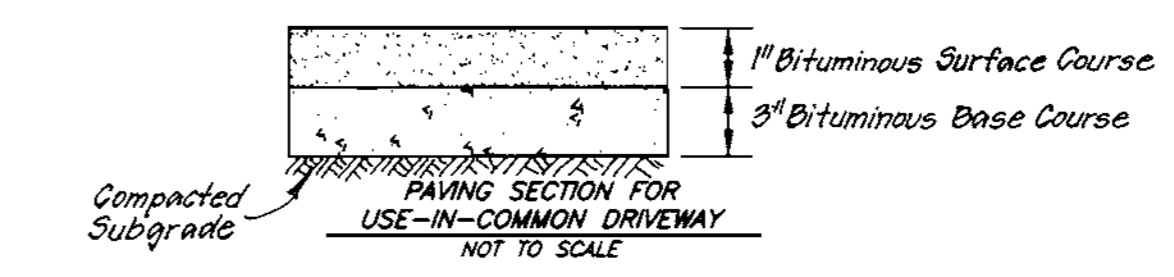 1" Bituminous Surface Course
3" Bituminous Base Course
Compacted
Subgrade
PAVING SECTION FOR
USE-IN-COMMON DRIVEWAY
NOT TO SCALE